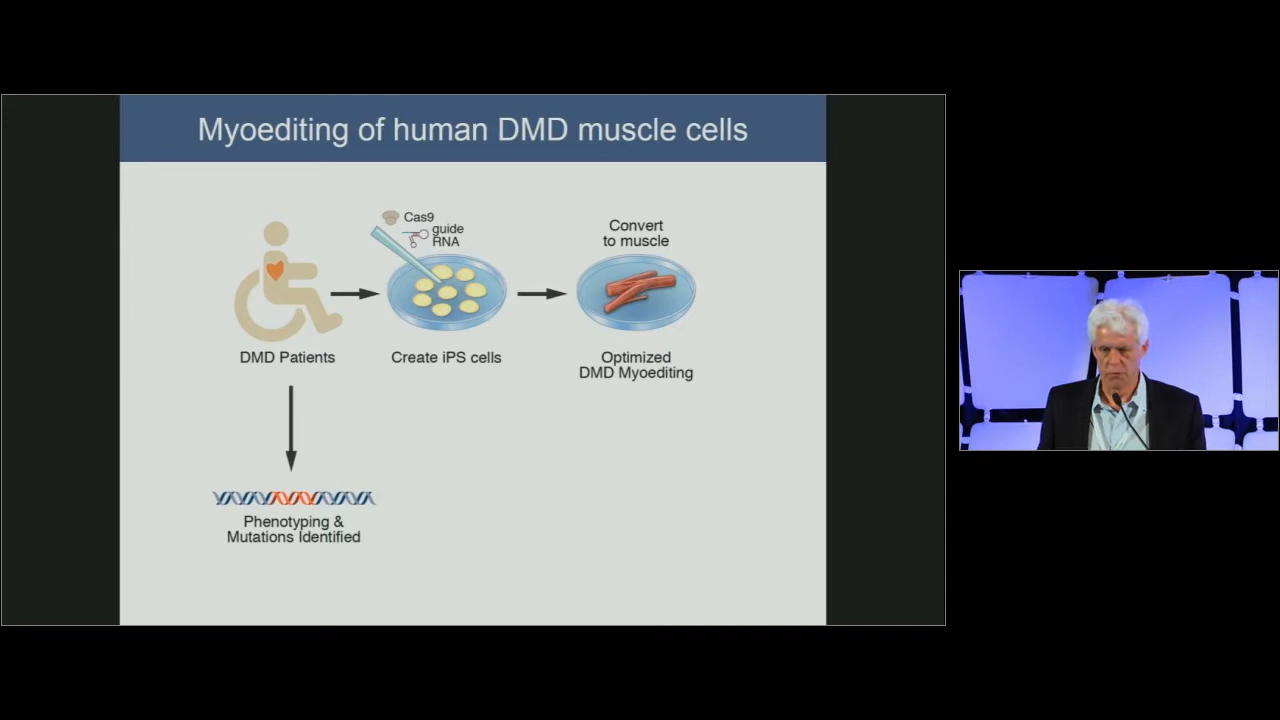 Myoediting of human DMD muscle cells
Cas9
guide
RNA
Convert
to muscle
DMD Patients
Create iPS cells
Optimized
DMD Myoediting
Phenotyping &
Mutations Identified